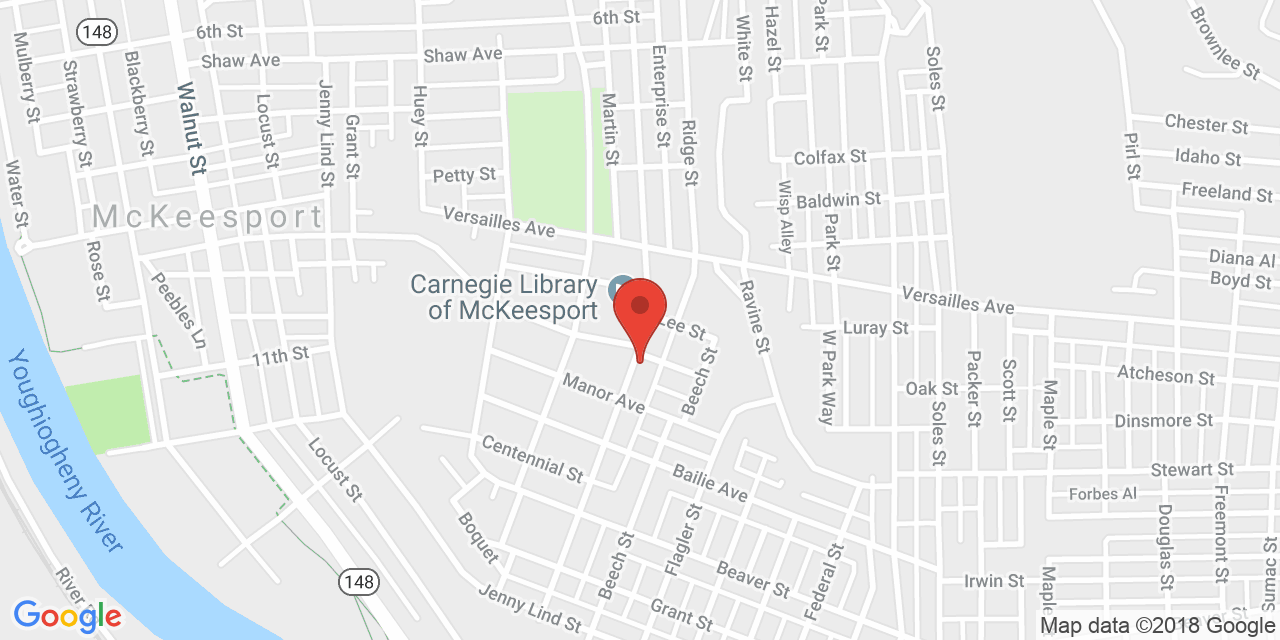 148
6th St
6th St
Shaw Ave
Shaw Ave
Mulberry St
Strawberry St
Blackberry St
Walnut St
Locust St
Jenny Lind St
Grant St
Huey St
Martin St
Enterprise St
Ridge St
White St
Hazel St
Park St
Soles St
Brownlee St
Pirl St
Chester St
Idaho St
Freeland St
Colfax St
Petty St
Baldwin St
Wisp Alley
Park St
Water St
McKeesport
Versailles Ave
Rose St
Peebles Ln
Diana Al
Boyd St
Carnegie Library
of McKeesport
Lee St
Ravine St
Versailles Ave
Luray St
W Park Way
11th St
Beech St
Manor Ave
Oak St
Packer St
Scott St
Maple St
Atcheson St
Dinsmore St
Soles St
Youghiogheny River
Locust St
Centennial St
Bailie Ave
Stewart St
Forbes Al
Freemont St
Douglas St
Boquet
Flagler St
Beech St
Federal St
Beaver St
Irwin St
Maple
148
Jenny Lind St
Grant St
Google
Map data ©2018 Google